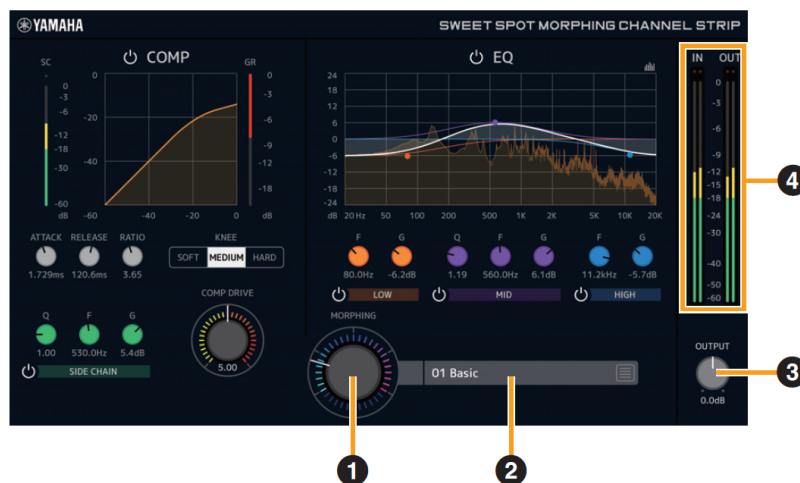 YAMAHA
SWEET SPOT MORPHING CHANNEL STRIP
SC
COMP
GR
0
-3
-6
-12
-18
-30
-60
dB
0
-20
-40
-60
-40
-20
0
0
-3
-6
-9
-12
-18
dB
EQ
24
18
12
6
0
-6
-12
-18
-24
dB
20 Hz
50
100
200
500
1K
2K
5K
10K
20K
IN
OUT
0
-3
-6
-9
-12
-15
-18
-24
-30
-40
-50
-60
4
ATTACK
RELEASE
RATIO
1.729ms
120.6ms
3.65
KNEE
SOFT
MEDIUM
HARD
COMP DRIVE
5.00
Q
F
G
1.00
530.0Hz
5.4dB
SIDE CHAIN
F
G
80.0Hz
-6.2dB
LOW
Q
F
G
1.19
560.0Hz
6.1dB
MID
F
G
11.2kHz
-5.7dB
HIGH
MORPHING
01 Basic
OUTPUT
0.0dB
3
1
2